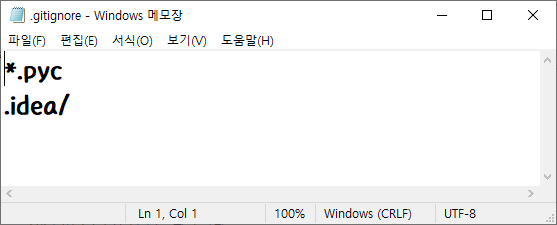 .gitignore - Windows 메모장
파일(F) 편집(E) 서식(O) 보기(V) 도움말(H)
*.pyc
.idea/
Ln 1, Col 1 100% Windows (CRLF) UTF-8